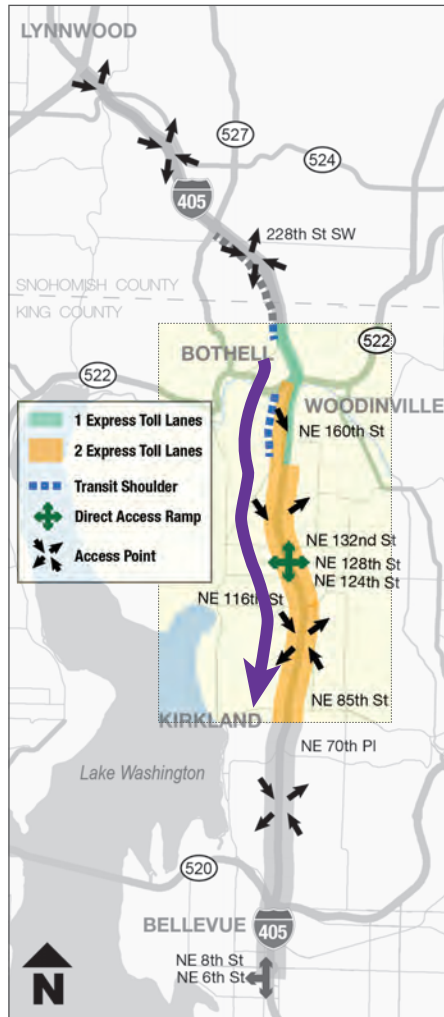 LYNNWOOD
527
524
405
228th St SW
SNOHOMISH COUNTY
KING COUNTY
522
BOTHELL
522
WOODINVILLE
1 Express Toll Lanes
2 Express Toll Lanes
Transit Shoulder
Direct Access Ramp
Access Point
NE 160th St
NE 132nd St
NE 128th St
NE 124th St
NE 116th St
NE 85th St
KIRKLAND
NE 70th Pl
Lake Washington
520
BELLEVUE
405
NE 8th St
NE 6th St
N